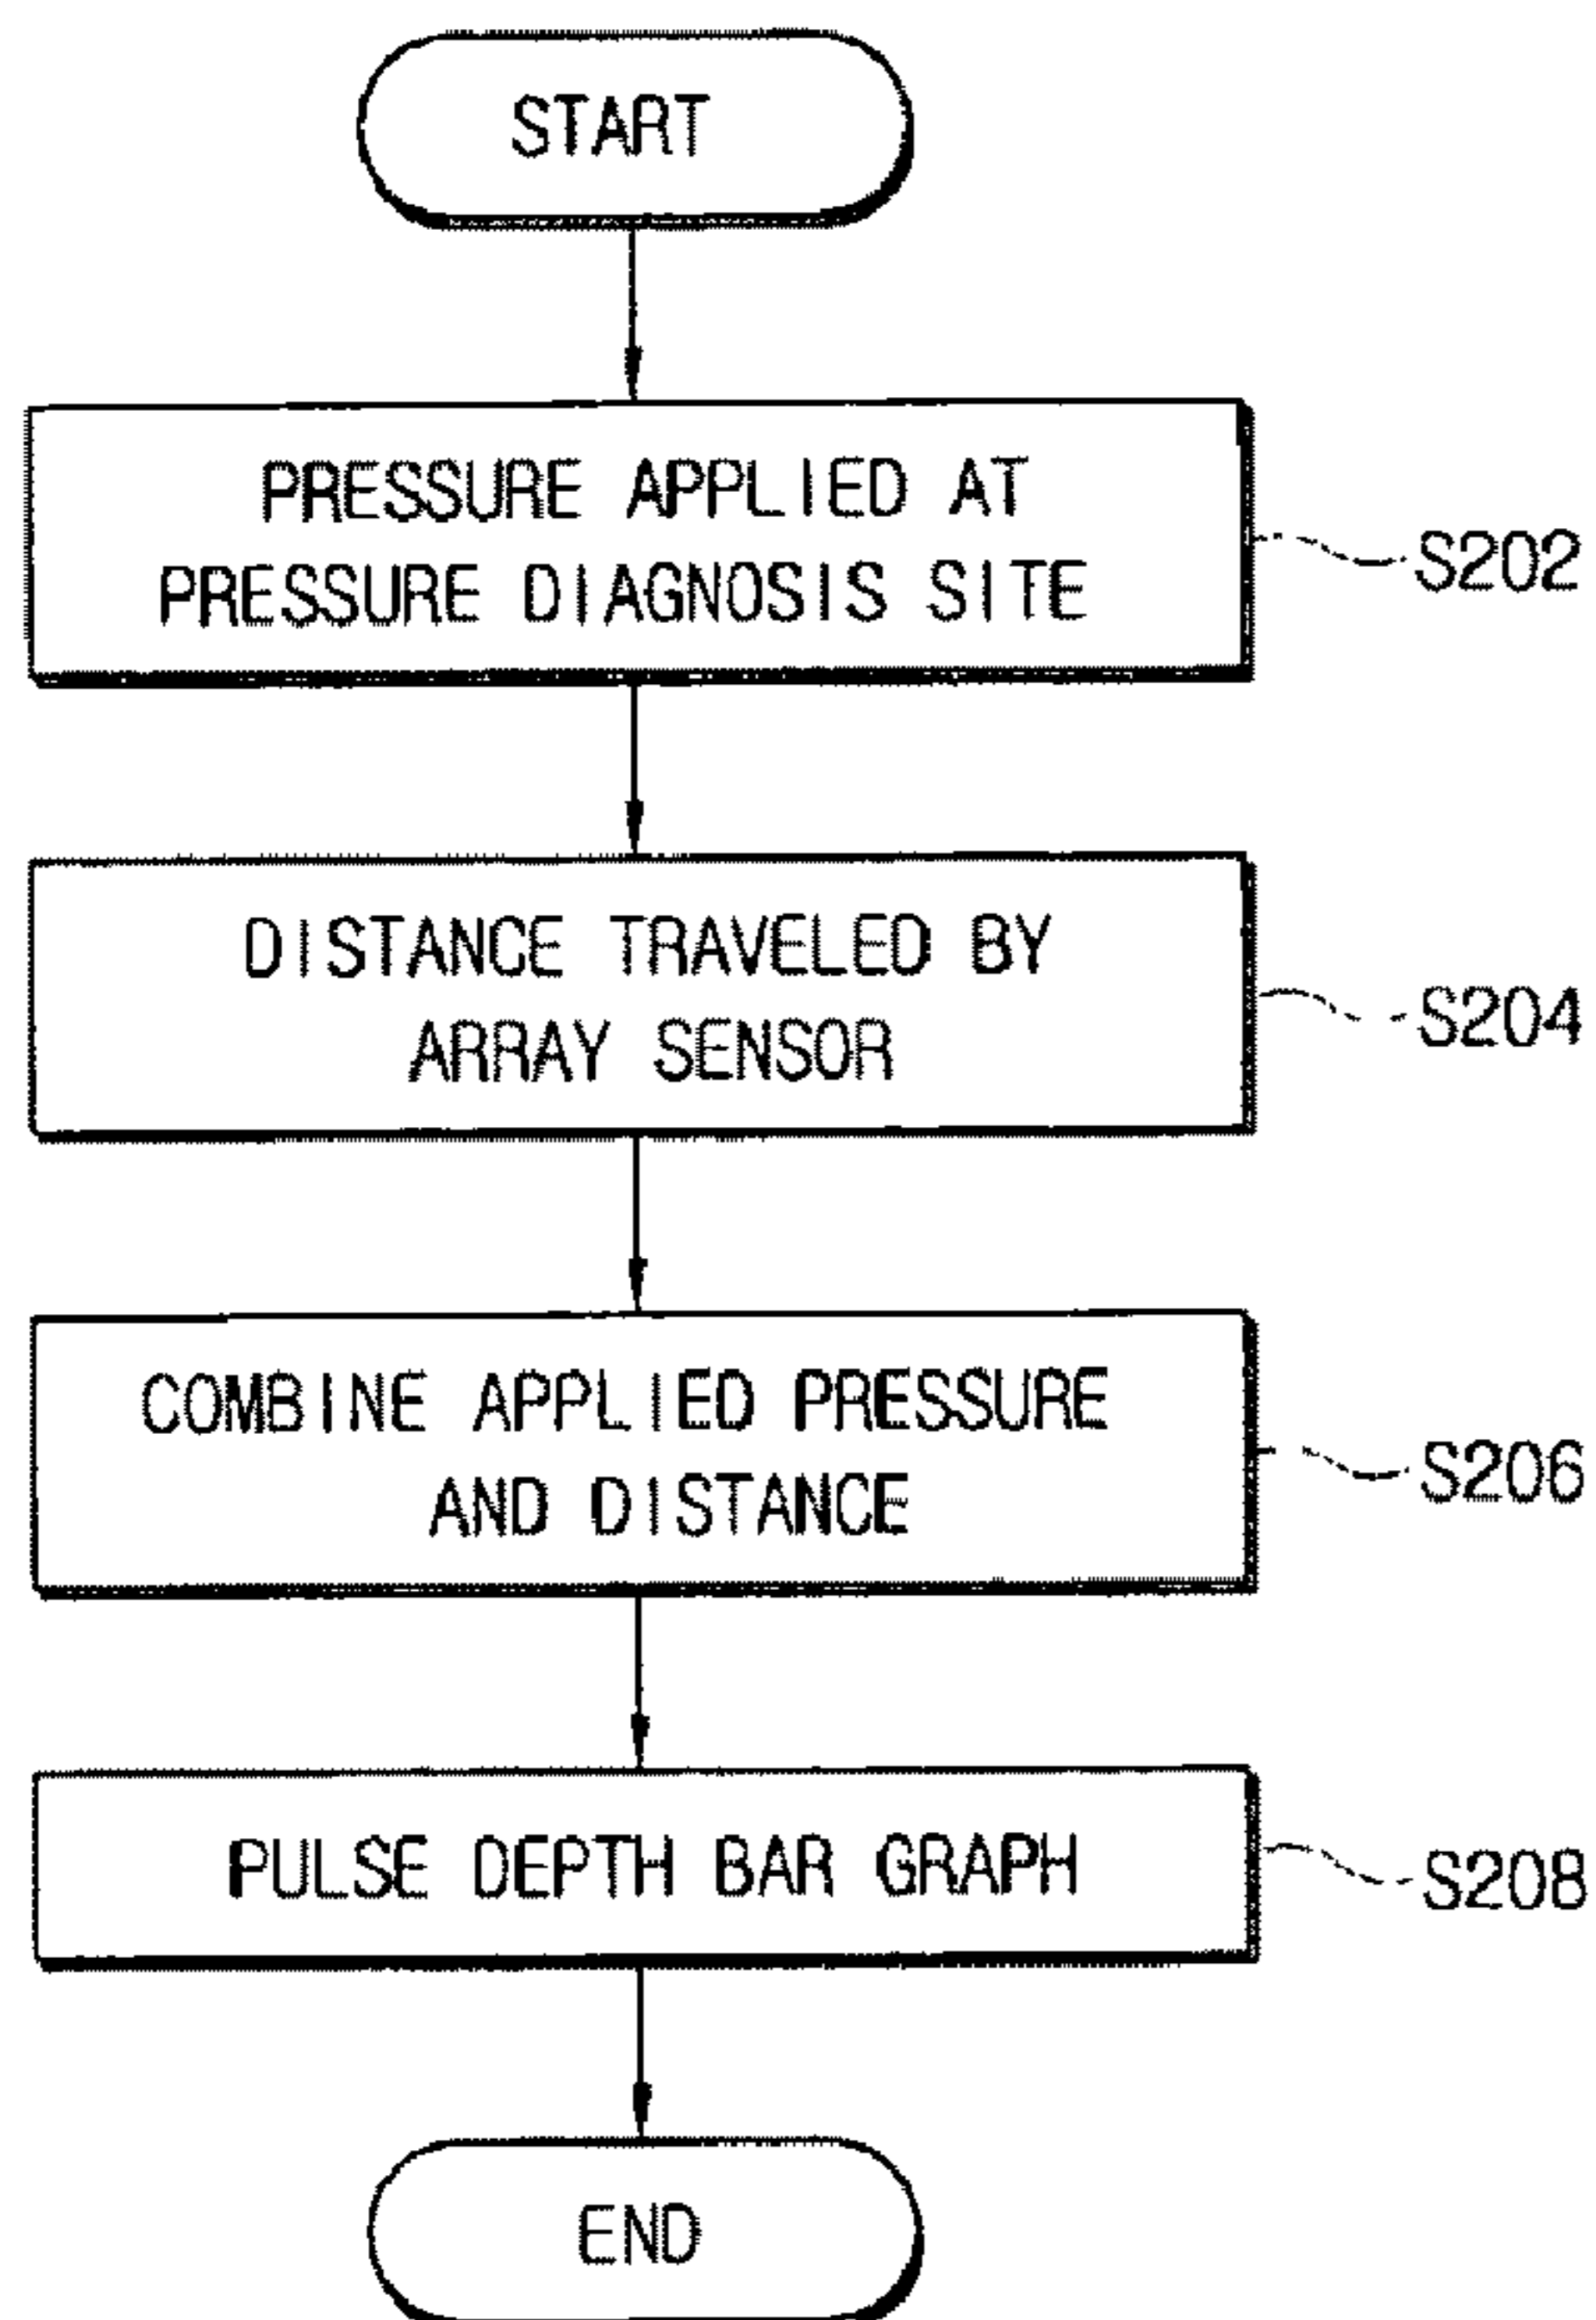 START
PRESSURE APPLIED AT
PRESSURE DIAGNOSIS SITE
S202
DISTANCE TRAVELED BY
ARRAY SENSOR
S204
COMBINE APPLIED PRESSURE
AND DISTANCE
S206
PULSE DEPTH BAR GRAPH
S208
END